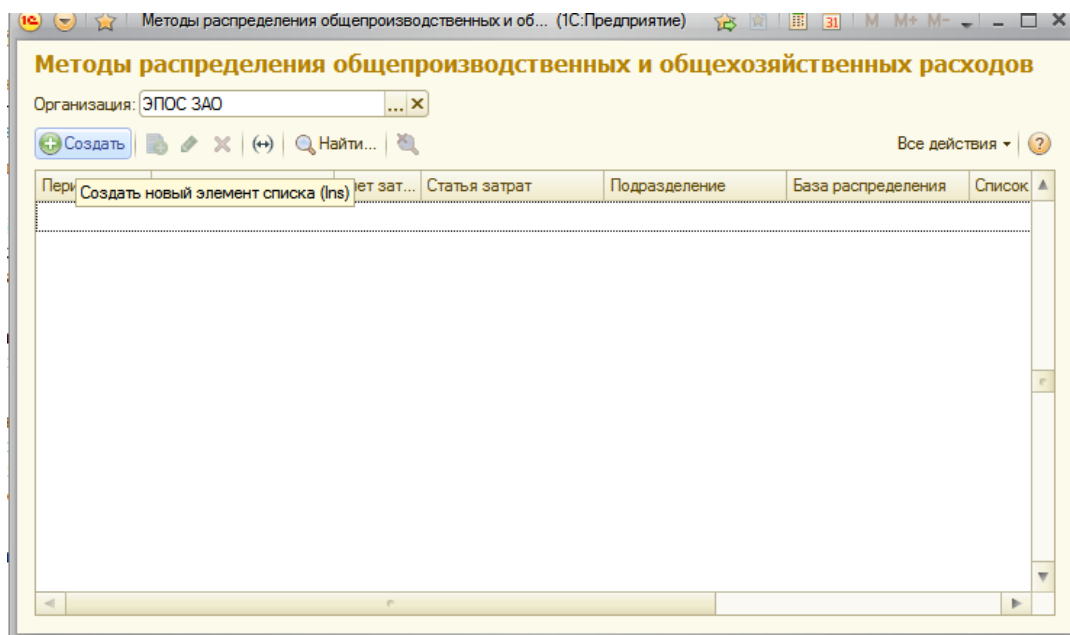 Методы распределения общепроизводственных и об... (1С:Предприятие) 31 M M+ M-
Методы распределения общепроизводственных и общехозяйственных расходов
Организация: ЭПОС ЗАО ...
Создать Найти... Все действия ?
Статья затрат Подразделение База распределения Список
Создать новый элемент списка (Ins)